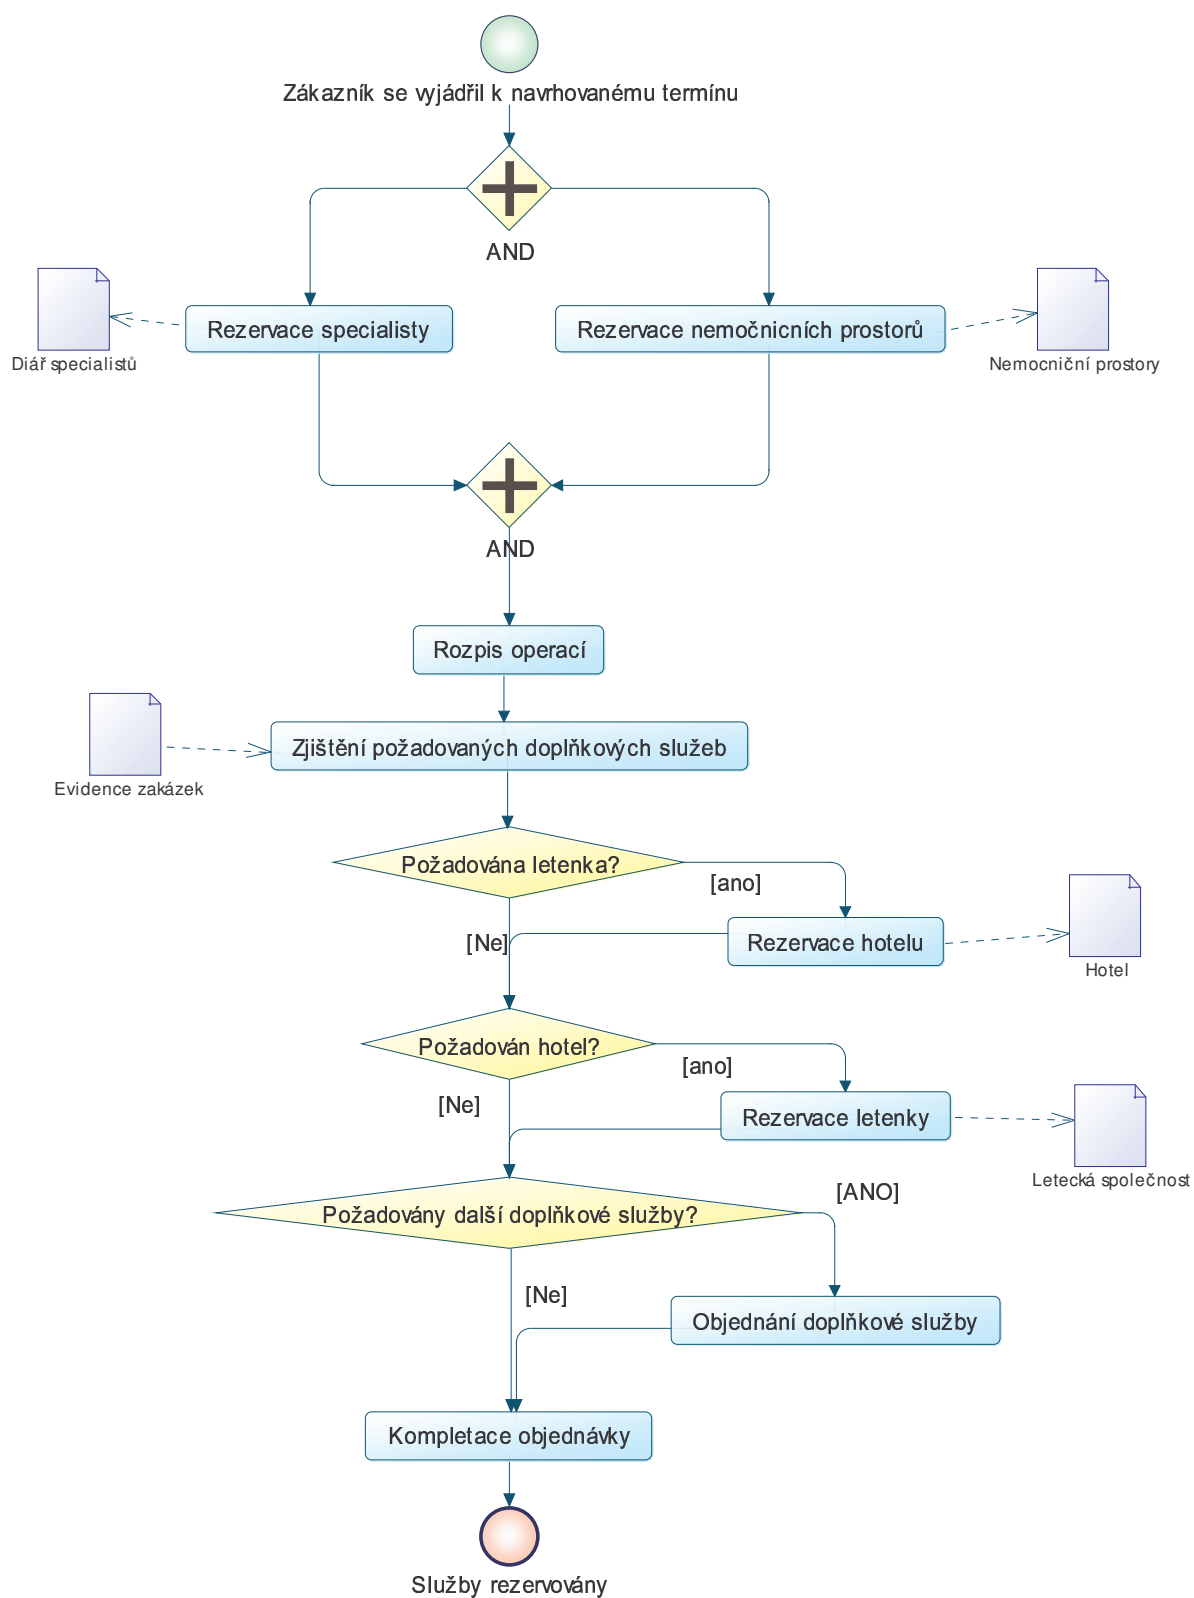 Zákazník se vyjádřil k navrhovanému termínu
AND
Rezervace specialisty
Rezervace nemočnicních prostorů
Diář specialistů
Nemocniční prostory
AND
Rozpis operací
Zjištění požadovaných doplňkových služeb
Evidence zakázek
Požadována letenka?
[ano]
[Ne]
Rezervace hotelu
Hotel
Požadován hotel?
[ano]
[Ne]
Rezervace letenky
Letecká společnost
[ANO]
Požadovány další doplňkové služby?
[Ne]
Objednání doplňkové služby
Kompletace objednávky
Služby rezervovány